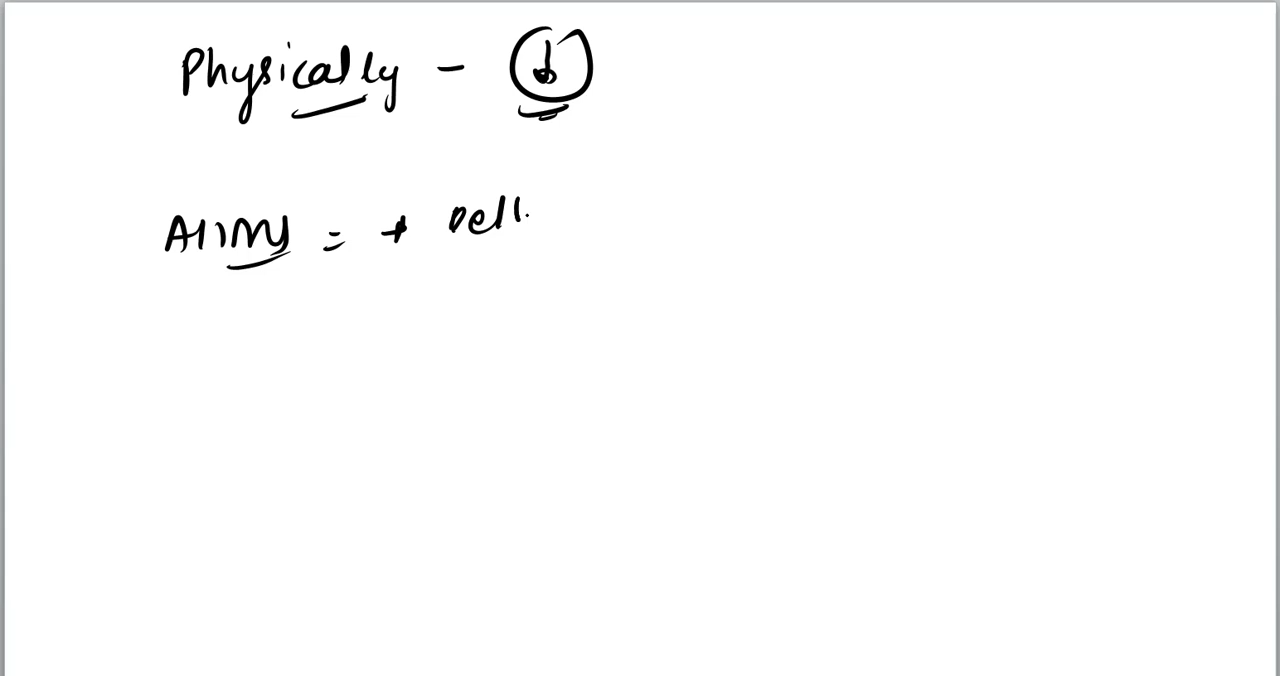 Physically - ↓
AIIMS = + Dell.